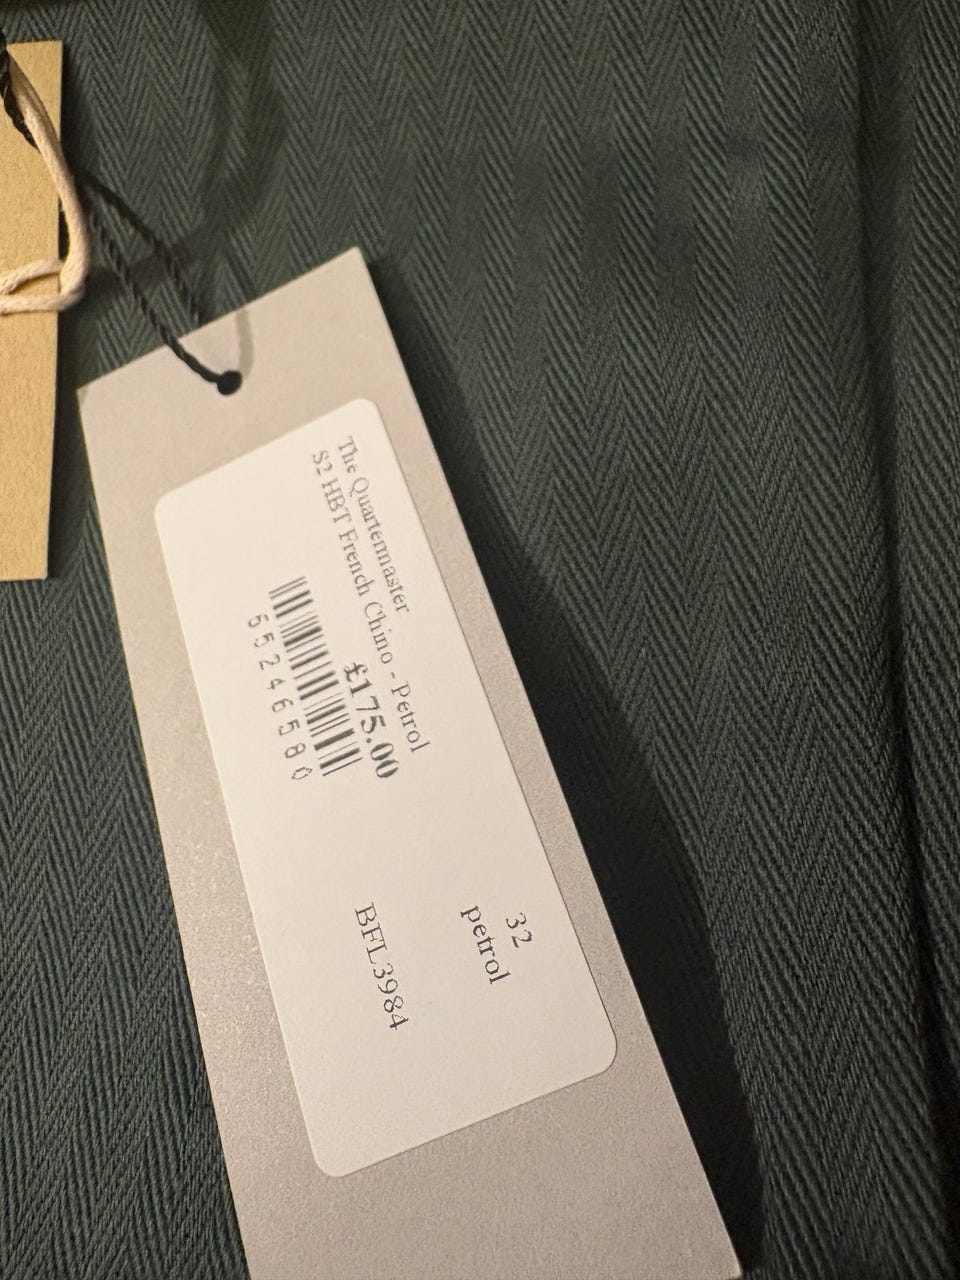 The Quartermaster
S2 HBT French Chino - Petrol
£175.00
65246580
32
petrol
BFL3984